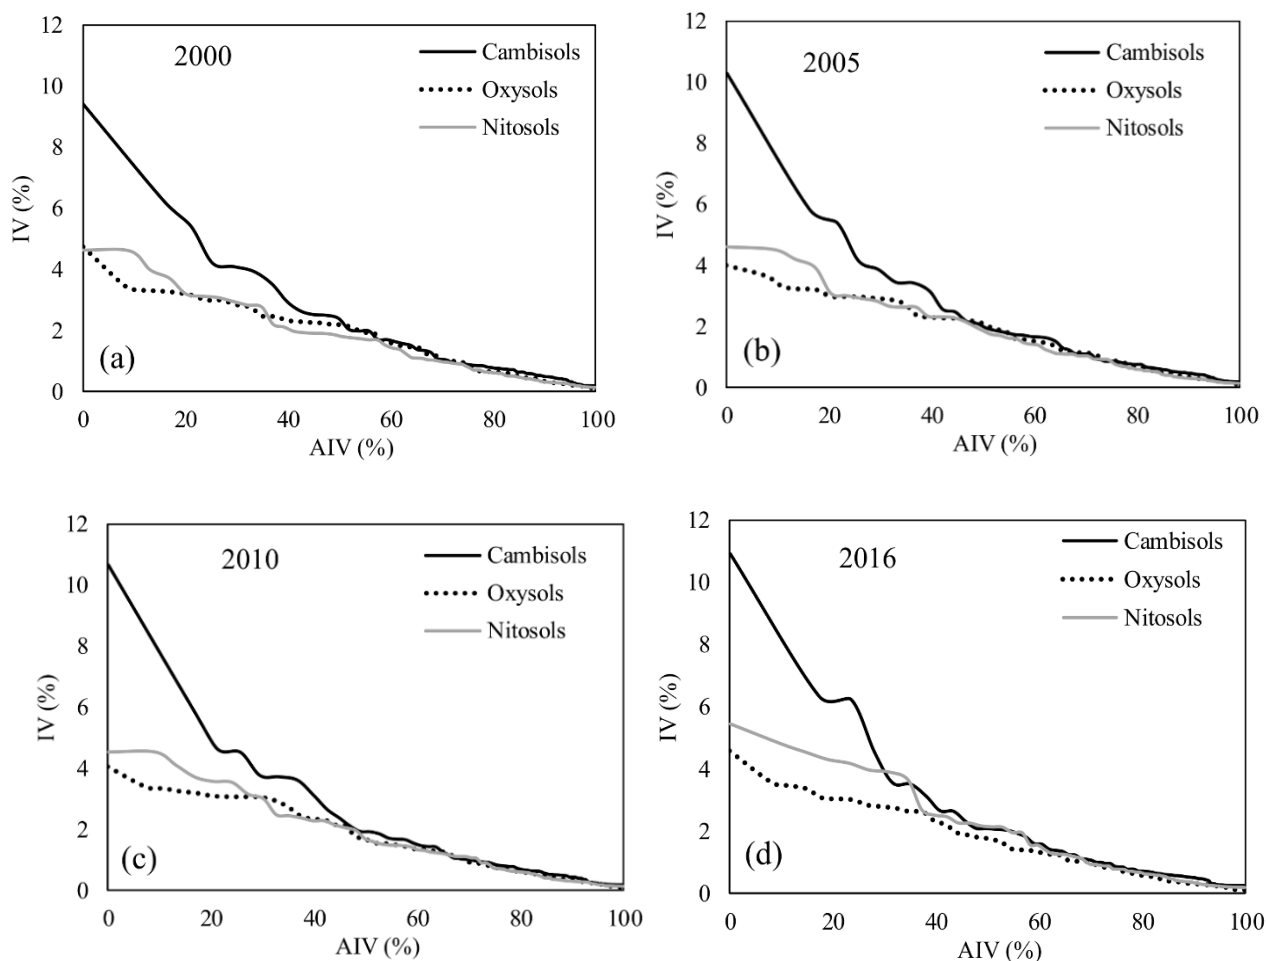 12
10
8
6
4
2
0
IV (%)
2000
Cambisols
Oxysols
Nitosols
(a)
0 20 40 60 80 100
AIV (%)
12
10
8
6
4
2
0
IV (%)
2005
Cambisols
Oxysols
Nitosols
(b)
0 20 40 60 80 100
AIV (%)
12
10
8
6
4
2
0
IV (%)
2010
Cambisols
Oxysols
Nitosols
(c)
0 20 40 60 80 100
AIV (%)
12
10
8
6
4
2
0
IV (%)
2016
Cambisols
Oxysols
Nitosols
(d)
0 20 40 60 80 100
AIV (%)